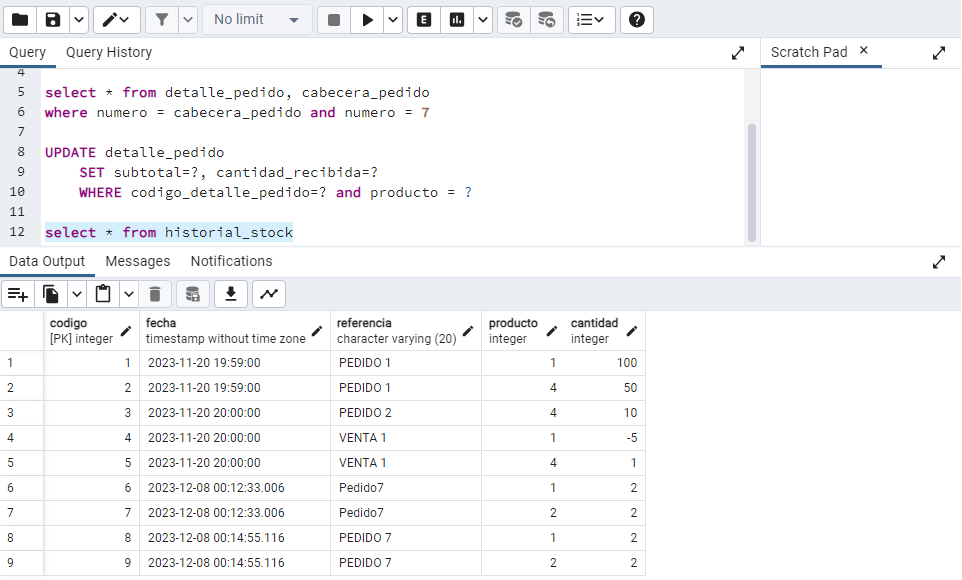 No limit
E
?
Query Query History
Scratch Pad ×
4
5 select * from detalle_pedido, cabecera_pedido
6 where numero = cabecera_pedido and numero = 7
7
8 UPDATE detalle_pedido
9 SET subtotal=?, cantidad_recibida=?
10 WHERE codigo_detalle_pedido=? and producto = ?
11
12 select * from historial_stock
Data Output Messages Notifications
codigo fecha referencia producto cantidad
[PK] integer timestamp without time zone character varying (20) integer integer
1 1 2023-11-20 19:59:00 PEDIDO 1 1 100
2 2 2023-11-20 19:59:00 PEDIDO 1 4 50
3 3 2023-11-20 20:00:00 PEDIDO 2 4 10
4 4 2023-11-20 20:00:00 VENTA 1 1 -5
5 5 2023-11-20 20:00:00 VENTA 1 4 1
6 6 2023-12-08 00:12:33.006 Pedido7 1 2
7 7 2023-12-08 00:12:33.006 Pedido7 2 2
8 8 2023-12-08 00:14:55.116 PEDIDO 7 1 2
9 9 2023-12-08 00:14:55.116 PEDIDO 7 2 2